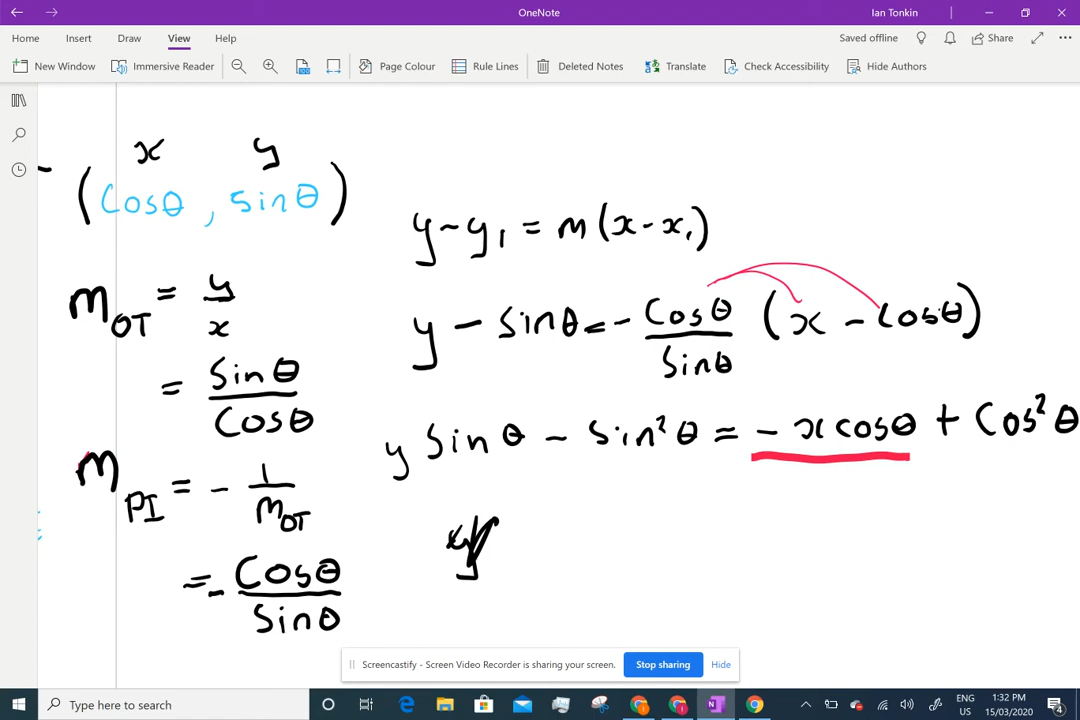 OneNote
Ian Tonkin
Home Insert Draw View Help
Saved offline Share
New Window Immersive Reader Page Colour Rule Lines Deleted Notes Translate Check Accessibility Hide Authors
x y
(cosθ, sinθ)
y - y₁ = m(x - x₁)
m_OT = y/x
y - sinθ = - cosθ/sinθ (x - cosθ)
= sinθ/cosθ
y sinθ - sin²θ = - x cosθ + cos²θ
m_PI = - 1/m_OT
= - cosθ/sinθ
Screencastify - Screen Video Recorder is sharing your screen. Stop sharing Hide
Type here to search
ENG
US
1:32 PM
15/03/2020
4